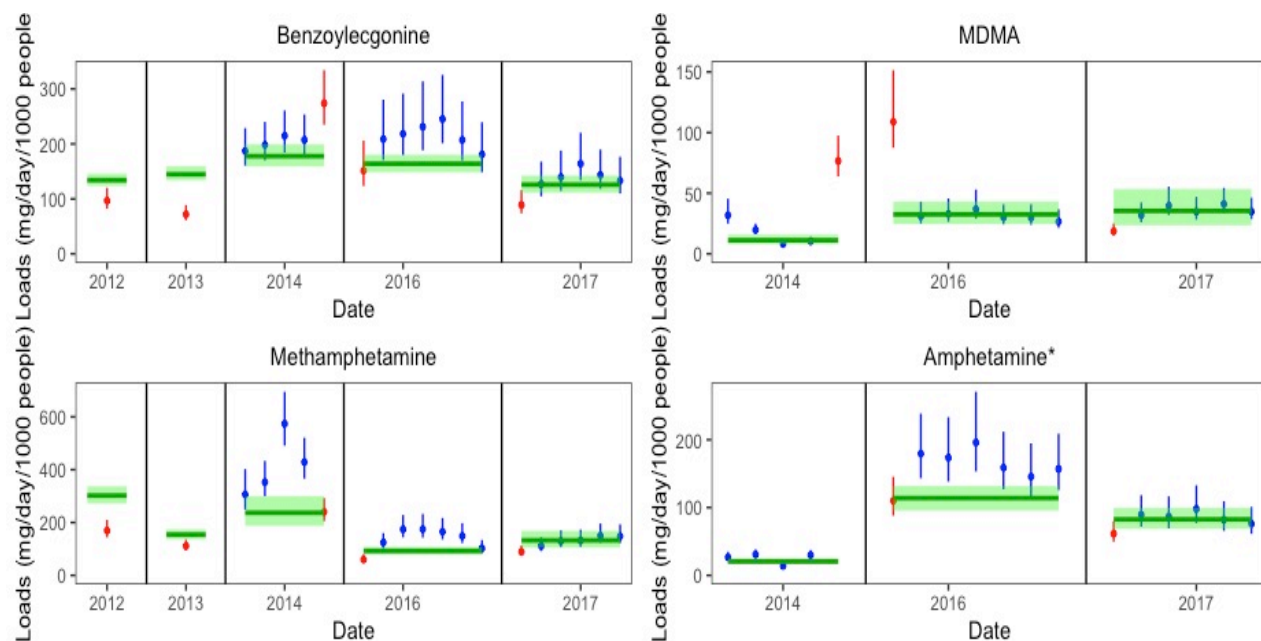 Benzoylecgonine
Loads (mg/day/1000 people)
300
200
100
0
2012
2013
2014
2016
2017
Date
MDMA
Loads (mg/day/1000 people)
150
100
50
0
2014
2016
2017
Date
Methamphetamine
Loads (mg/day/1000 people)
600
400
200
0
2012
2013
2014
2016
2017
Date
Amphetamine*
Loads (mg/day/1000 people)
200
100
0
2014
2016
2017
Date